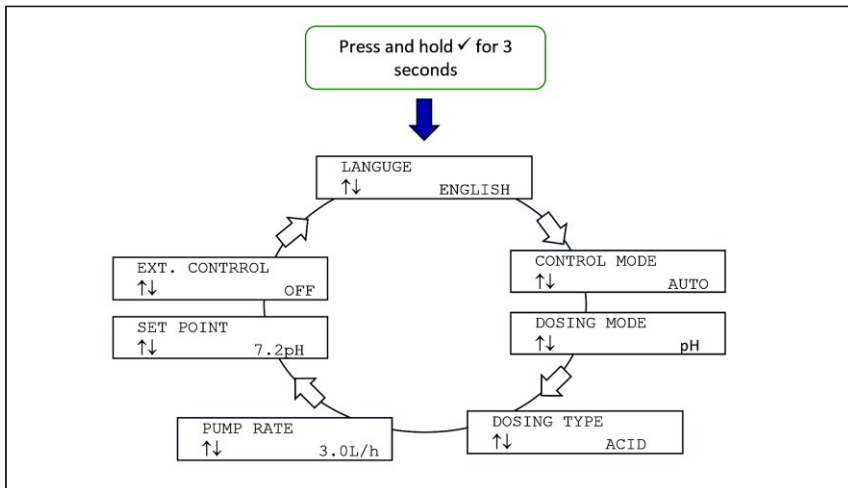 Press and hold ✓ for 3
seconds
LANGUGE
↑↓ ENGLISH
CONTROL MODE
↑↓ AUTO
DOSING MODE
↑↓ pH
DOSING TYPE
↑↓ ACID
PUMP RATE
↑↓ 3.0L/h
SET POINT
↑↓ 7.2pH
EXT. CONTRROL
↑↓ OFF